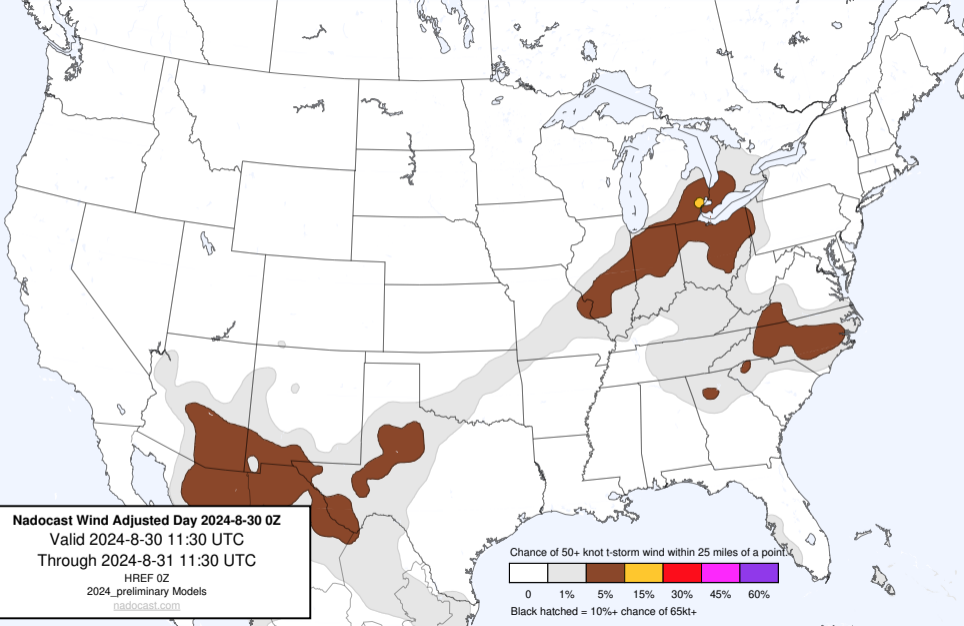 Nadocast Wind Adjusted Day 2024-8-30 0Z
Valid 2024-8-30 11:30 UTC
Through 2024-8-31 11:30 UTC
HREF 0Z
2024_preliminary Models
nadocast.com
Chance of 50+ knot t-storm wind within 25 miles of a point.
0 1% 5% 15% 30% 45% 60%
Black hatched = 10%+ chance of 65kt+